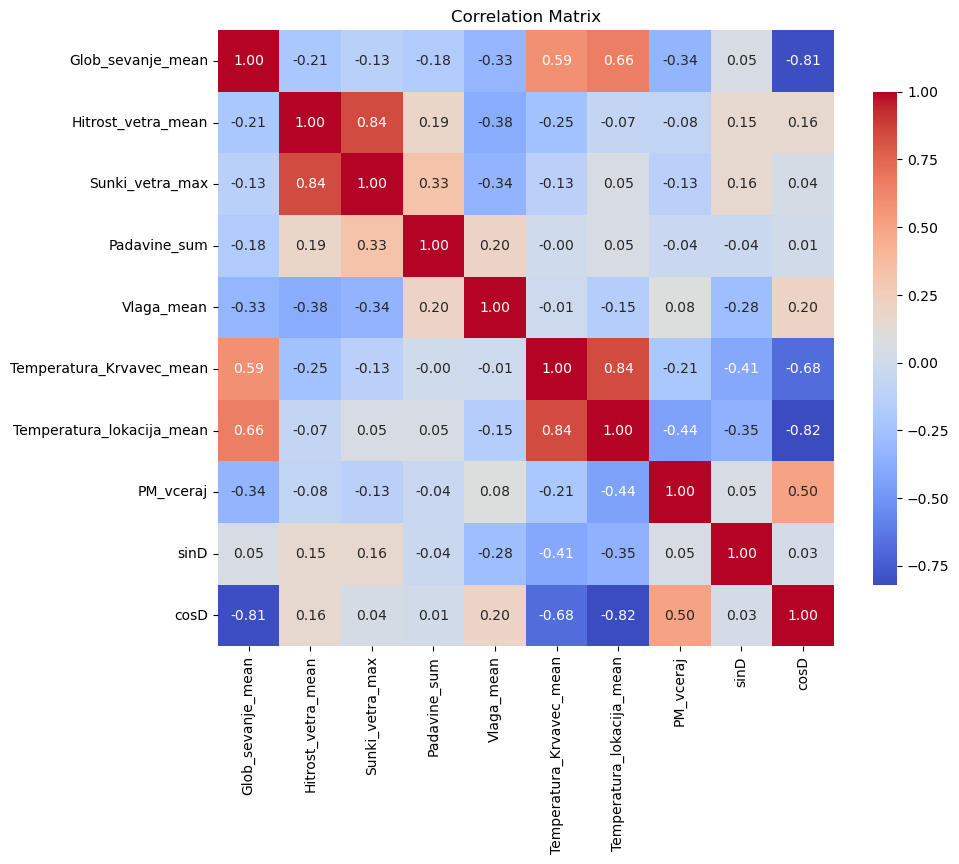 Correlation Matrix
Glob_sevanje_mean 1.00 -0.21 -0.13 -0.18 -0.33 0.59 0.66 -0.34 0.05 -0.81
Hitrost_vetra_mean -0.21 1.00 0.84 0.19 -0.38 -0.25 -0.07 -0.08 0.15 0.16
Sunki_vetra_max -0.13 0.84 1.00 0.33 -0.34 -0.13 0.05 -0.13 0.16 0.04
Padavine_sum -0.18 0.19 0.33 1.00 0.20 -0.00 0.05 -0.04 -0.04 0.01
Vlaga_mean -0.33 -0.38 -0.34 0.20 1.00 -0.01 -0.15 0.08 -0.28 0.20
Temperatura_Krvavec_mean 0.59 -0.25 -0.13 -0.00 -0.01 1.00 0.84 -0.21 -0.41 -0.68
Temperatura_lokacija_mean 0.66 -0.07 0.05 0.05 -0.15 0.84 1.00 -0.44 -0.35 -0.82
PM_vceraj -0.34 -0.08 -0.13 -0.04 0.08 -0.21 -0.44 1.00 0.05 0.50
sinD 0.05 0.15 0.16 -0.04 -0.28 -0.41 -0.35 0.05 1.00 0.03
cosD -0.81 0.16 0.04 0.01 0.20 -0.68 -0.82 0.50 0.03 1.00
Glob_sevanje_mean
Hitrost_vetra_mean
Sunki_vetra_max
Padavine_sum
Vlaga_mean
Temperatura_Krvavec_mean
Temperatura_lokacija_mean
PM_vceraj
sinD
cosD
1.00
0.75
0.50
0.25
0.00
−0.25
−0.50
−0.75